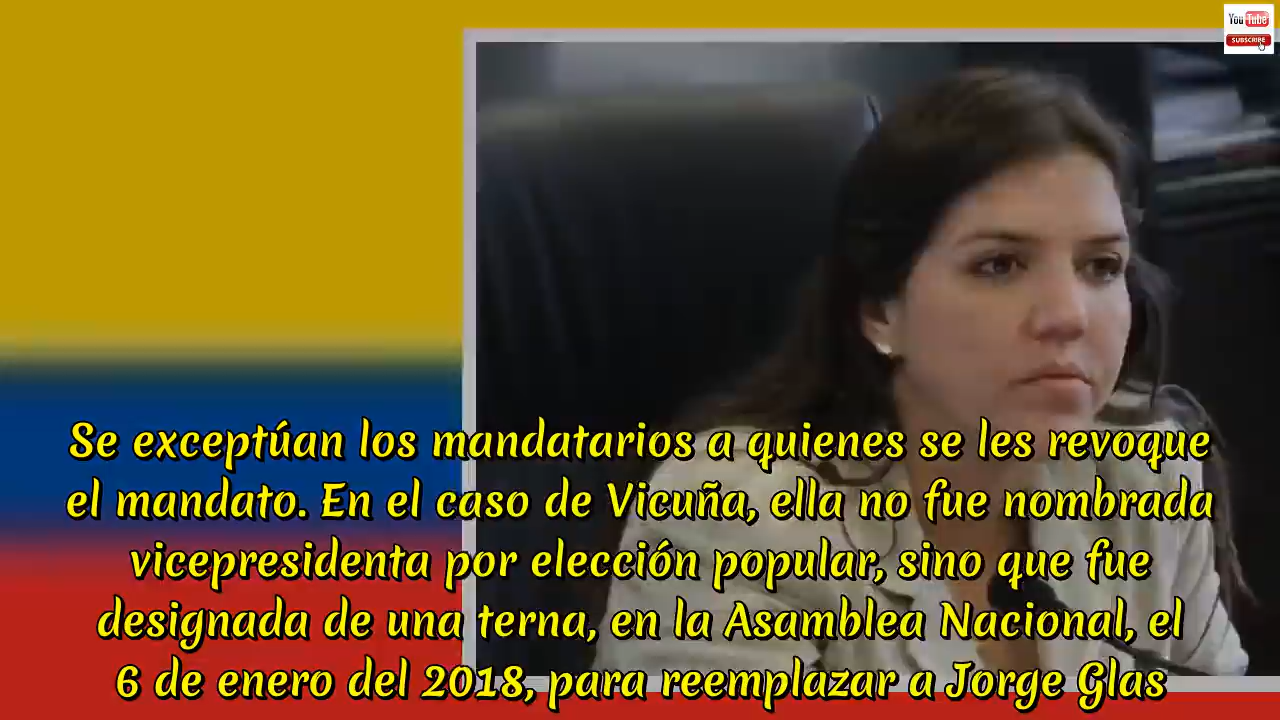 You Tube
SUBSCRIBE
Se exceptúan los mandatarios a quienes se les revoque
el mandato. En el caso de Vicuña, ella no fue nombrada
vicepresidenta por elección popular, sino que fue
designada de una terna, en la Asamblea Nacional, el
6 de enero del 2018, para reemplazar a Jorge Glas